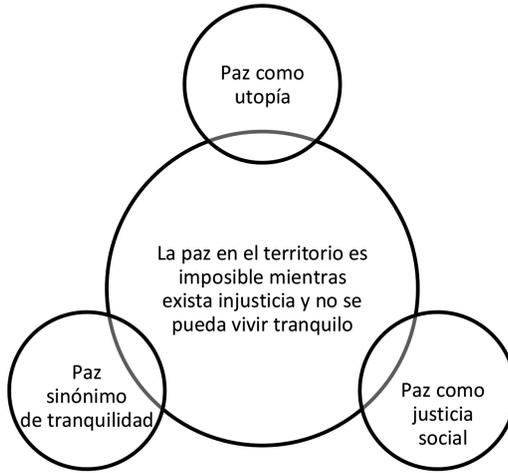 Paz como
utopía
La paz en el territorio es
imposible mientras
exista injusticia y no se
pueda vivir tranquilo
Paz
sinónimo
de tranquilidad
Paz como
justicia
social